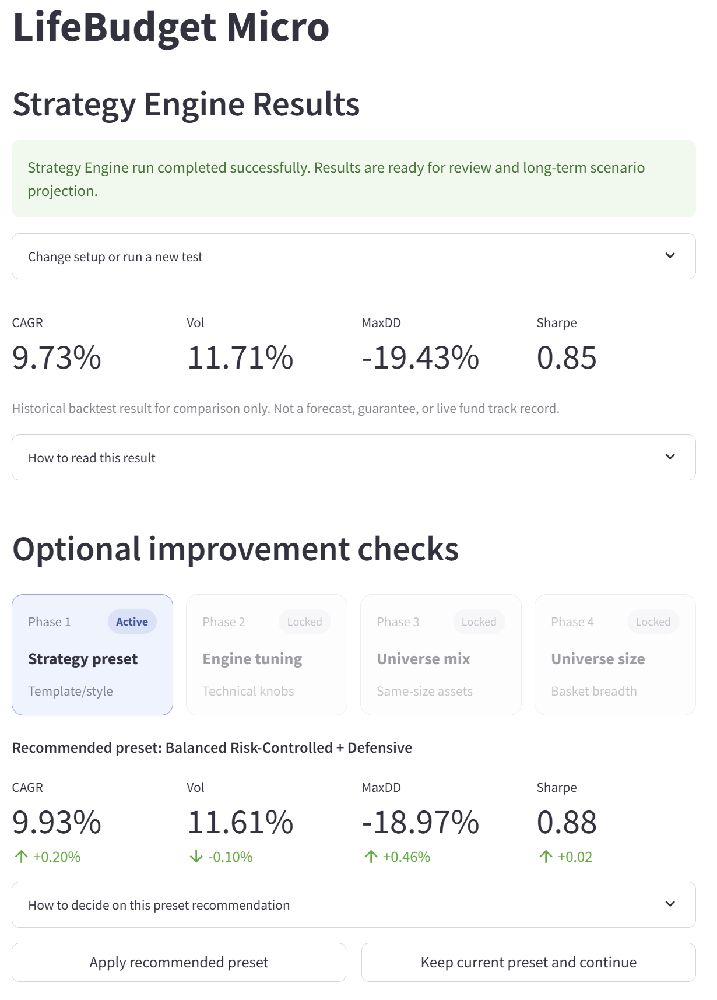 LifeBudget Micro
Strategy Engine Results
Strategy Engine run completed successfully. Results are ready for review and long-term scenario
projection.
Change setup or run a new test
CAGR
9.73%
Vol
11.71%
MaxDD
-19.43%
Sharpe
0.85
Historical backtest result for comparison only. Not a forecast, guarantee, or live fund track record.
How to read this result
Optional improvement checks
Phase 1
Active
Strategy preset
Template/style
Phase 2
Locked
Engine tuning
Technical knobs
Phase 3
Locked
Universe mix
Same-size assets
Phase 4
Locked
Universe size
Basket breadth
Recommended preset: Balanced Risk-Controlled + Defensive
CAGR
9.93%
+0.20%
Vol
11.61%
-0.10%
MaxDD
-18.97%
+0.46%
Sharpe
0.88
+0.02
How to decide on this preset recommendation
Apply recommended preset
Keep current preset and continue